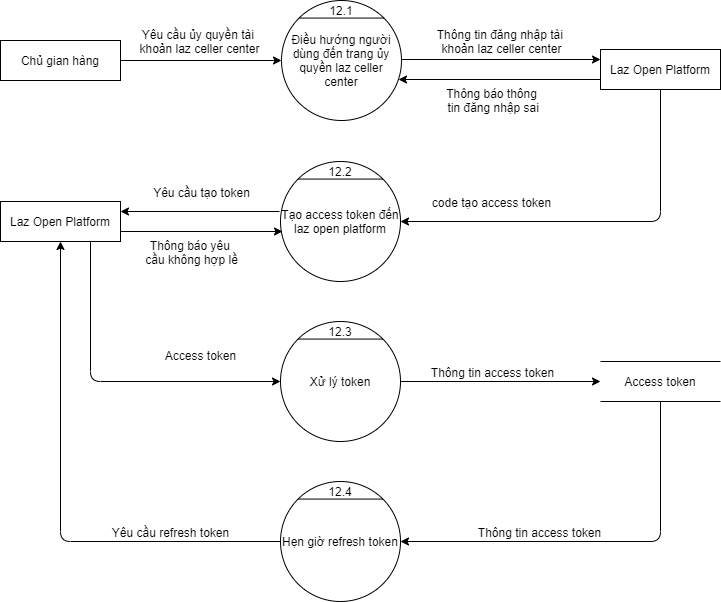 12.1
Yêu cầu ủy quyền tài
khoản laz celler center
Điều hướng người
dùng đến trang ủy
quyền laz celler
center
Thông tin đăng nhập tài
khoản laz celler center
Chủ gian hàng
Laz Open Platform
Thông báo thông
tin đăng nhập sai
12.2
Yêu cầu tạo token
code tạo access token
Laz Open Platform
Tạo access token đến
laz open platform
Thông báo yêu
cầu không hợp lề
12.3
Access token
Xử lý token
Thông tin access token
Access token
12.4
Yêu cầu refresh token
Hẹn giờ refresh token
Thông tin access token